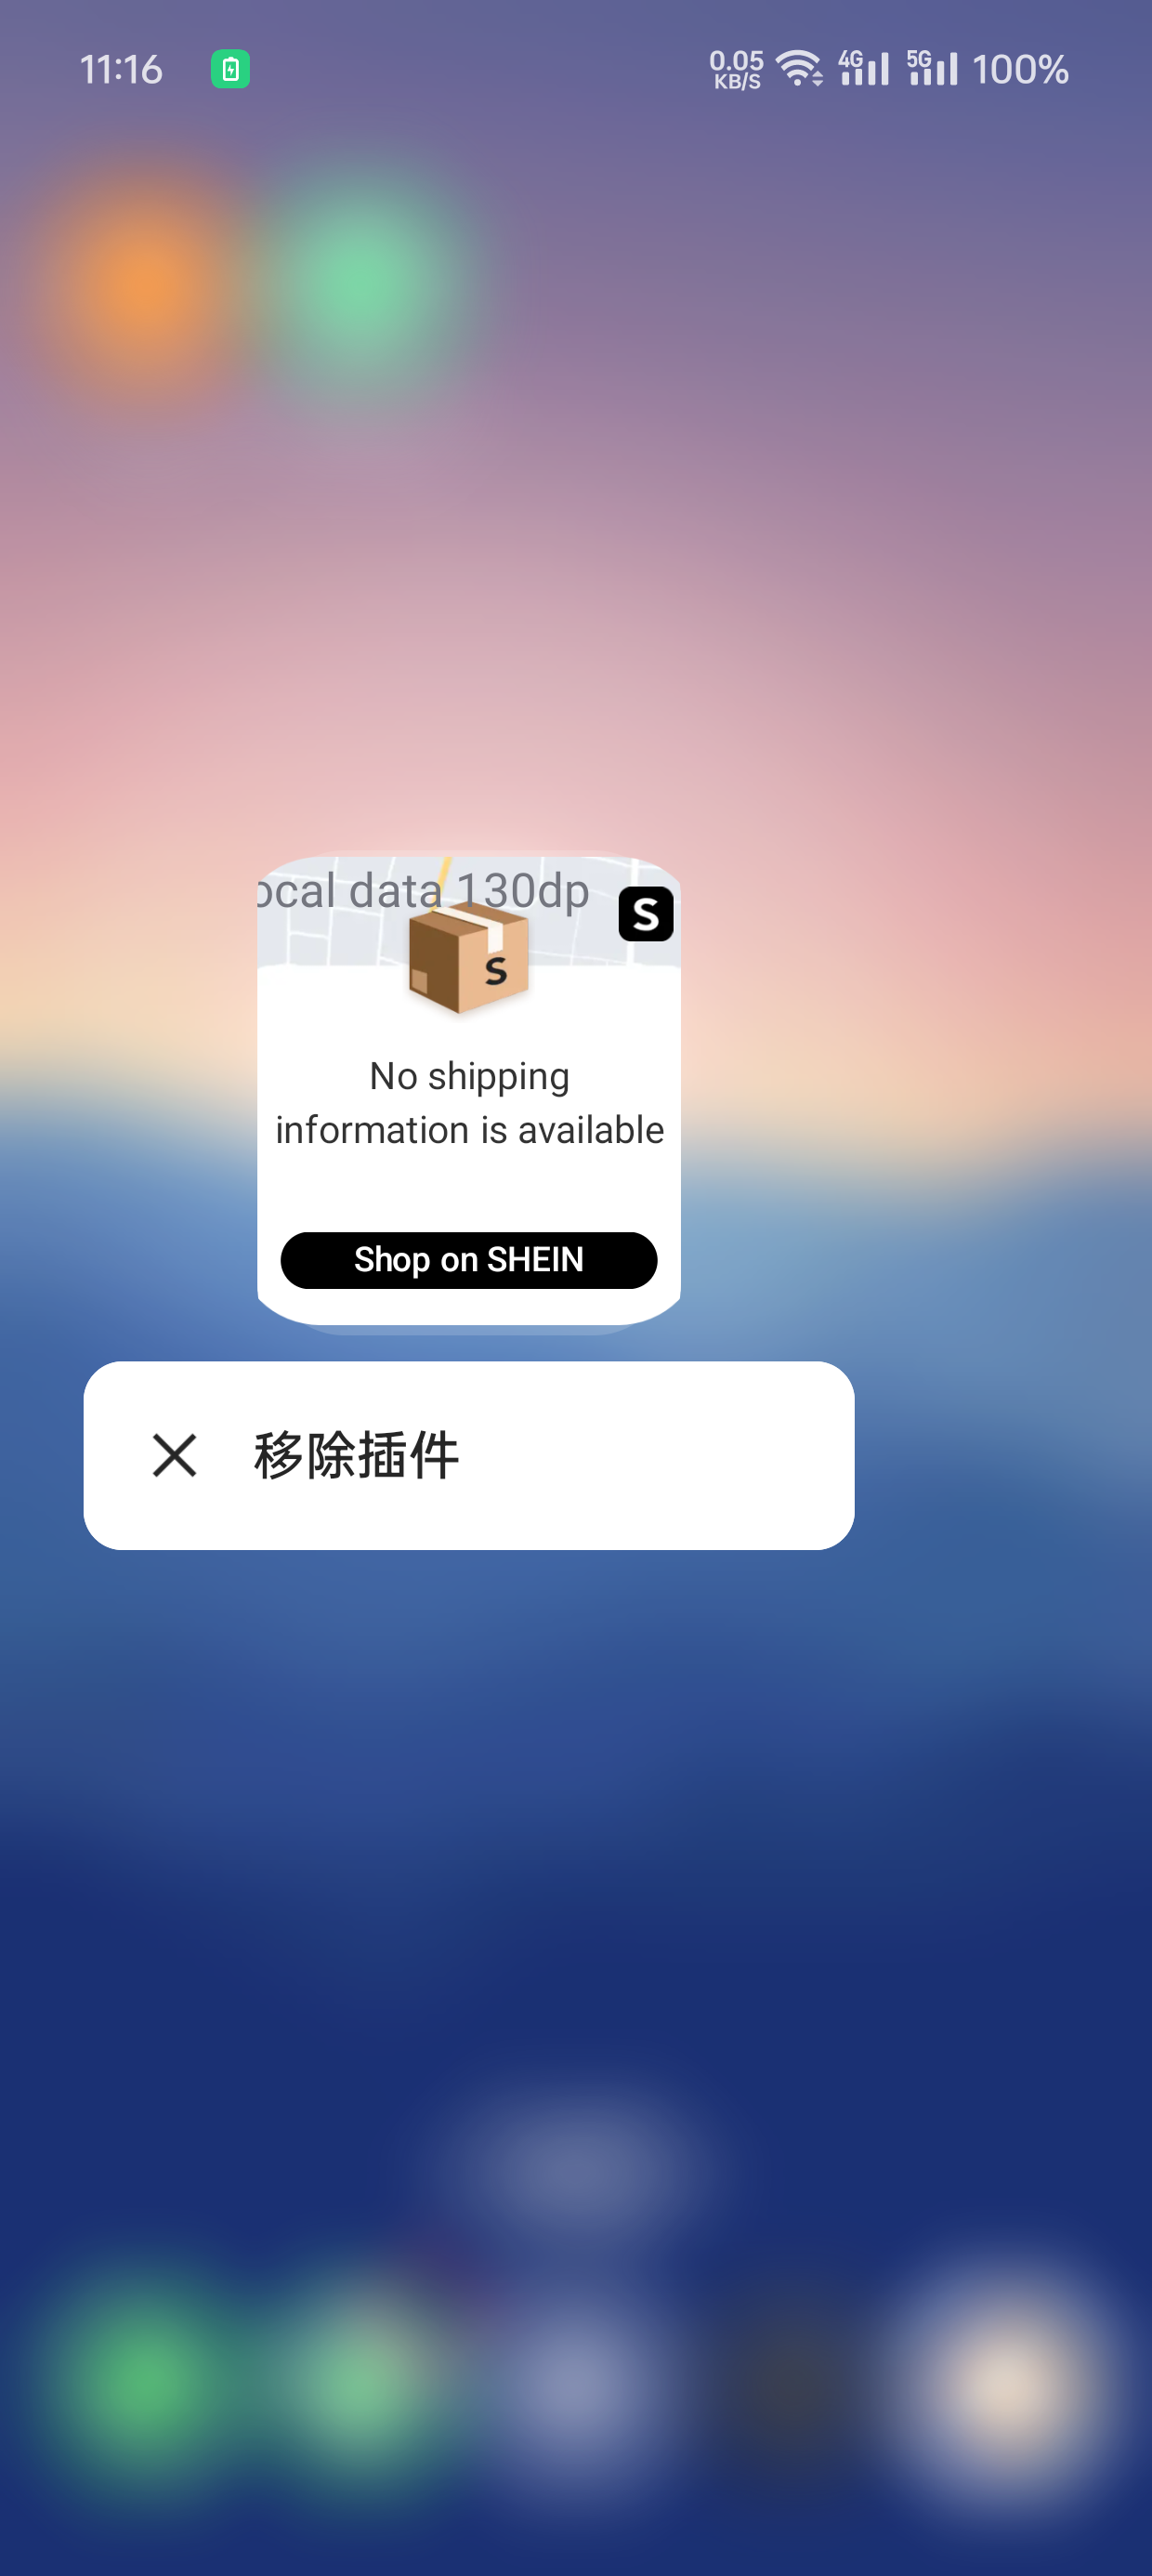 11:16
0.05
KB/S
4G
5G
100%
ocal data 130dp
S
S
No shipping
information is available
Shop on SHEIN
移除插件